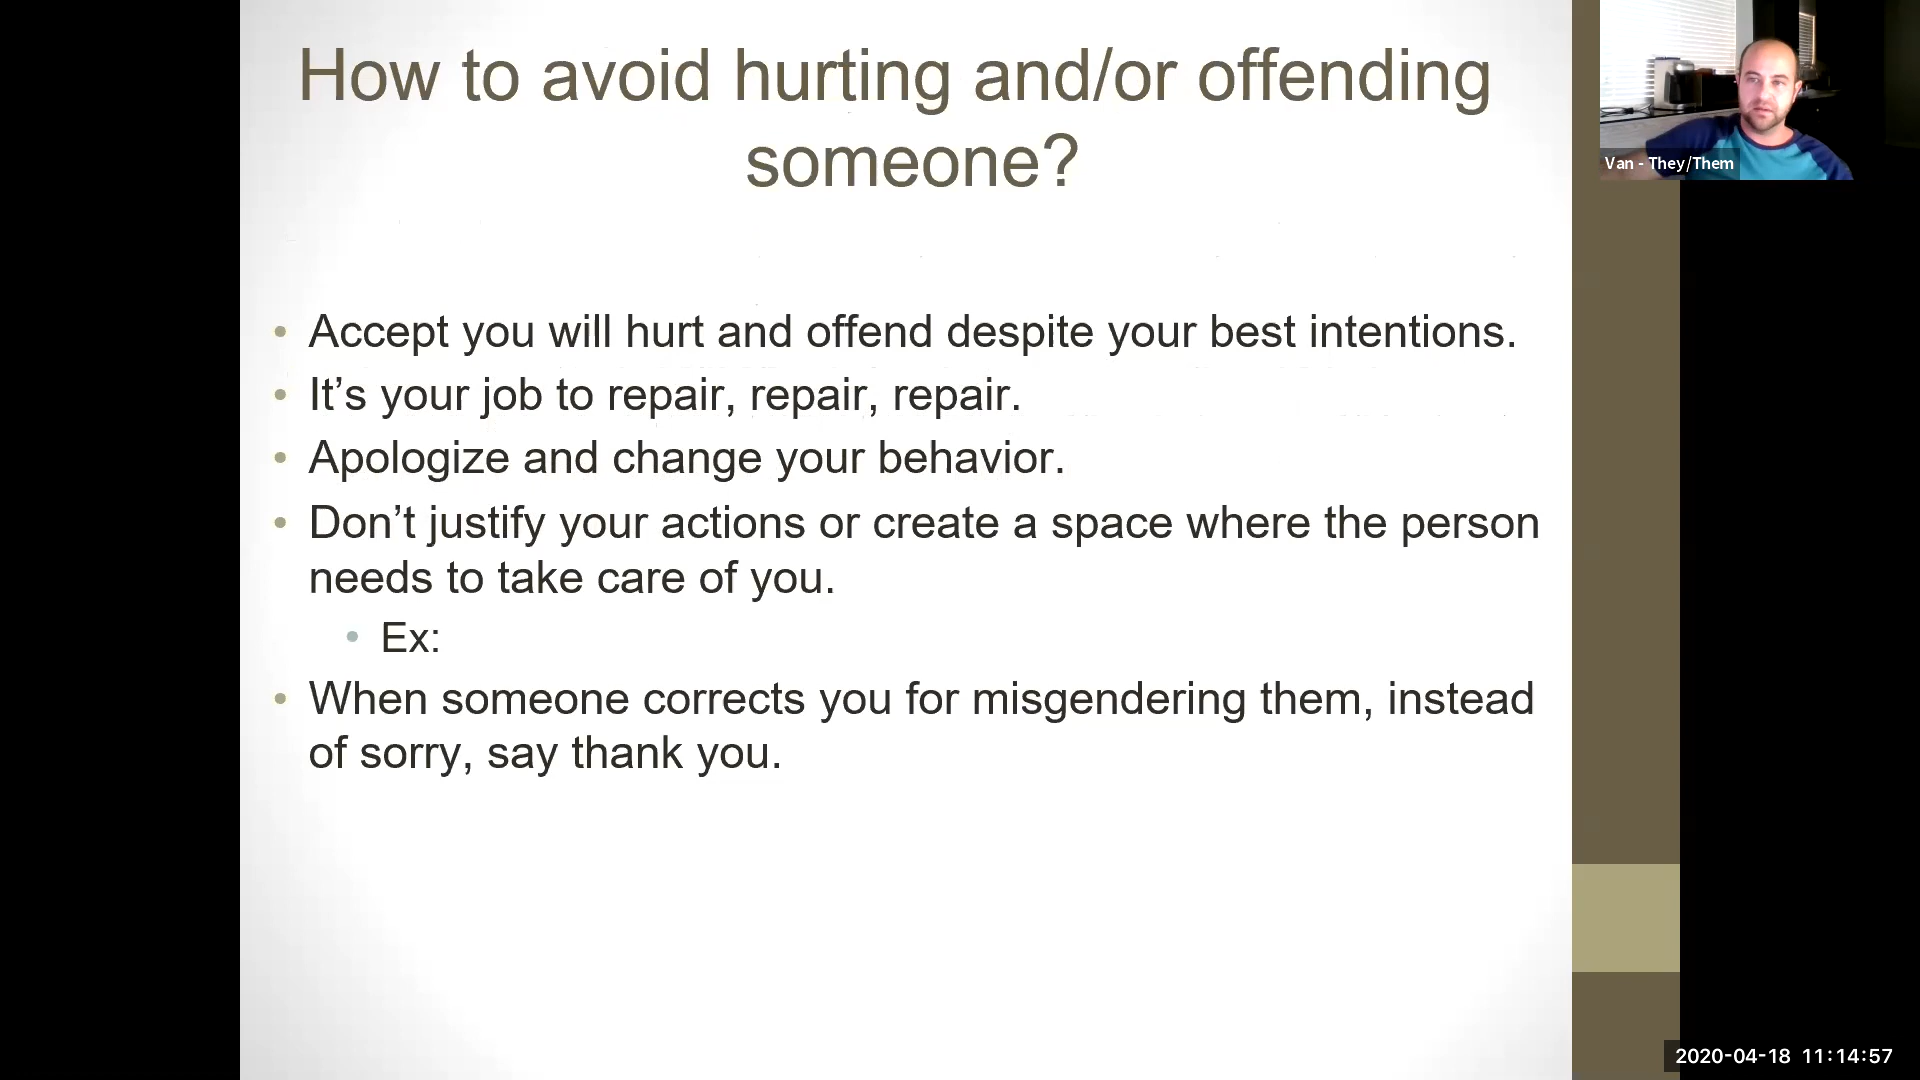 How to avoid hurting and/or offending
someone?
• Accept you will hurt and offend despite your best intentions.
• It’s your job to repair, repair, repair.
• Apologize and change your behavior.
• Don’t justify your actions or create a space where the person
needs to take care of you.
• Ex:
• When someone corrects you for misgendering them, instead
of sorry, say thank you.
Van - They/Them
2020-04-18 11:14:57